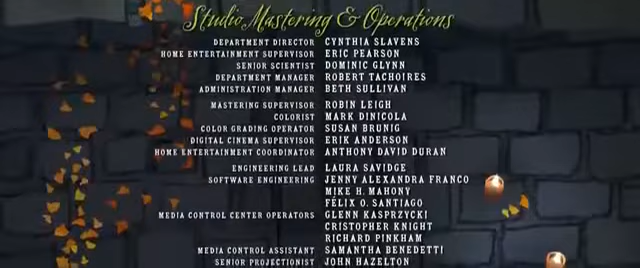 Studio Mastering & Operations
DEPARTMENT DIRECTOR CYNTHIA SLAVENS
HOME ENTERTAINMENT SUPERVISOR ERIC PEARSON
SENIOR SCIENTIST DOMINIC GLYNN
DEPARTMENT MANAGER ROBERT TACHOIRES
ADMINISTRATION MANAGER BETH SULLIVAN
MASTERING SUPERVISOR ROBIN LEIGH
COLORIST MARK DINICOLA
COLOR GRADING OPERATOR SUSAN BRUNIG
DIGITAL CINEMA SUPERVISOR ERIK ANDERSON
HOME ENTERTAINMENT COORDINATOR ANTHONY DAVID DURAN
ENGINEERING LEAD LAURA SAVIDGE
SOFTWARE ENGINEERING JENNY ALEXANDRA FRANCO
MIKE H. MAHONY
FÉLIX O. SANTIAGO
MEDIA CONTROL CENTER OPERATORS GLENN KASPRZYCKI
CRISTOPHER KNIGHT
RICHARD PINKHAM
MEDIA CONTROL ASSISTANT SAMANTHA BENEDETTI
SENIOR PROJECTIONIST JOHN HAZELTON